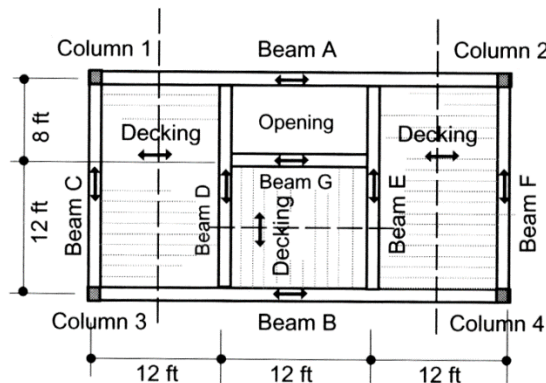 Column 1
Beam A
Column 2
8 ft
Decking
Opening
Decking
12 ft
Beam C
Beam D
Beam G
Decking
Beam E
Beam F
Column 3
Beam B
Column 4
12 ft
12 ft
12 ft